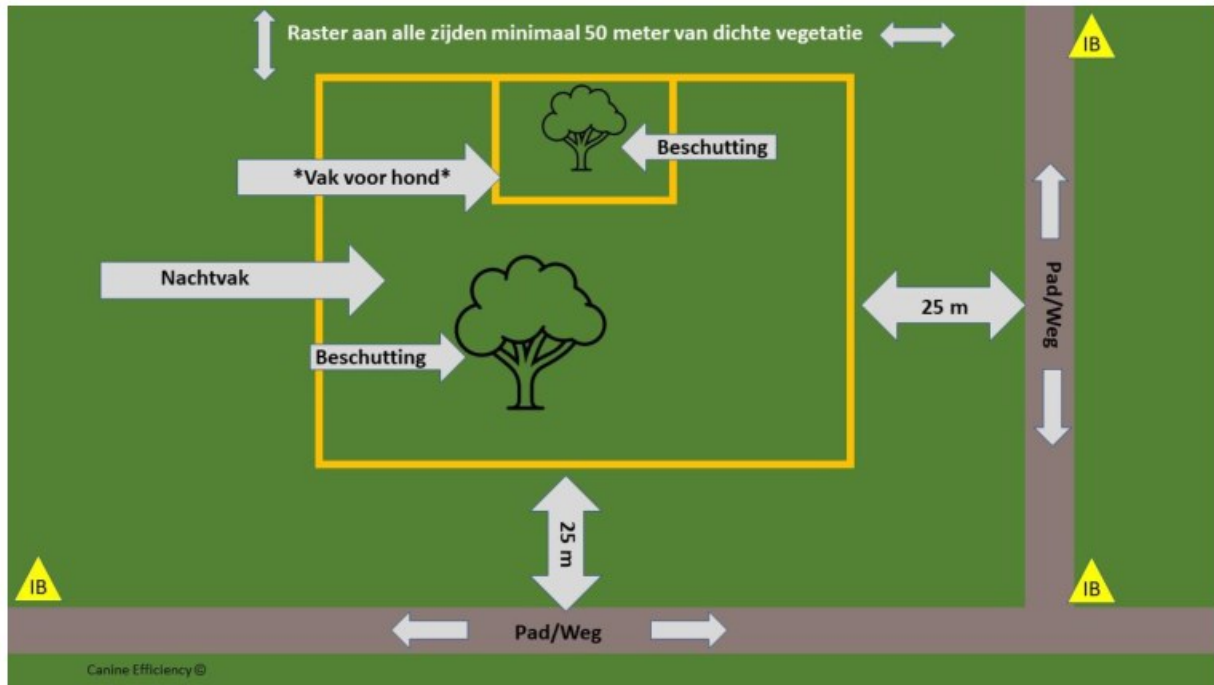 Raster aan alle zijden minimaal 50 meter van dichte vegetatie
IB
Beschutting
*Vak voor hond*
Nachtvak
25 m
Pad/Weg
Beschutting
25 m
IB
IB
Pad/Weg
Canine Efficiency ©